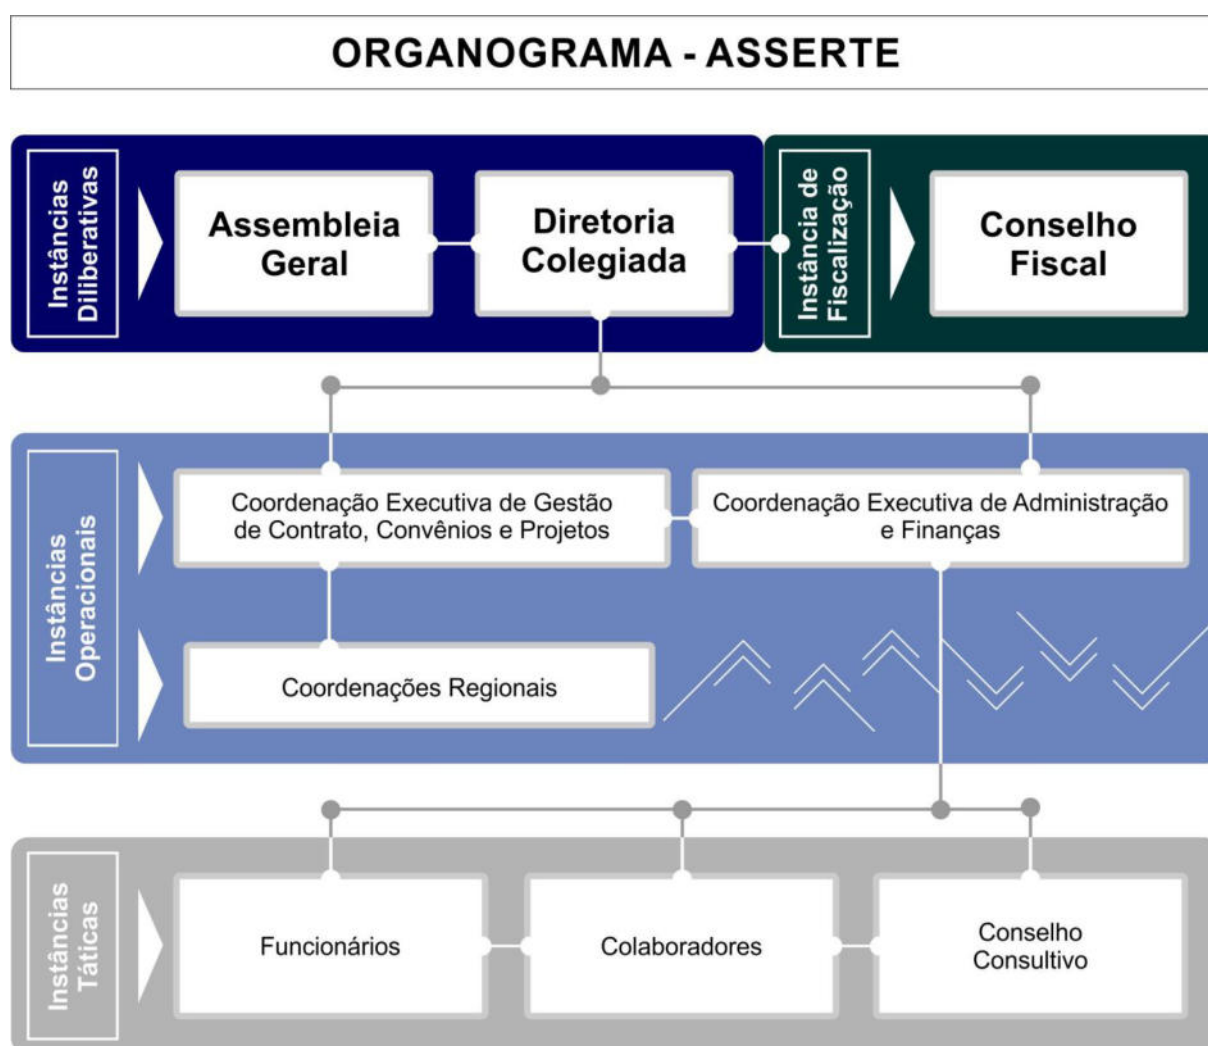 ORGANOGRAMA - ASSERTE
Instâncias
Diliberativas
Assembleia
Geral
Diretoria
Colegiada
Instância de
Fiscalização
Conselho
Fiscal
Instâncias
Operacionais
Coordenação Executiva de Gestão
de Contrato, Convênios e Projetos
Coordenação Executiva de Administração
e Finanças
Coordenações Regionais
Instâncias
Táticas
Funcionários
Colaboradores
Conselho
Consultivo